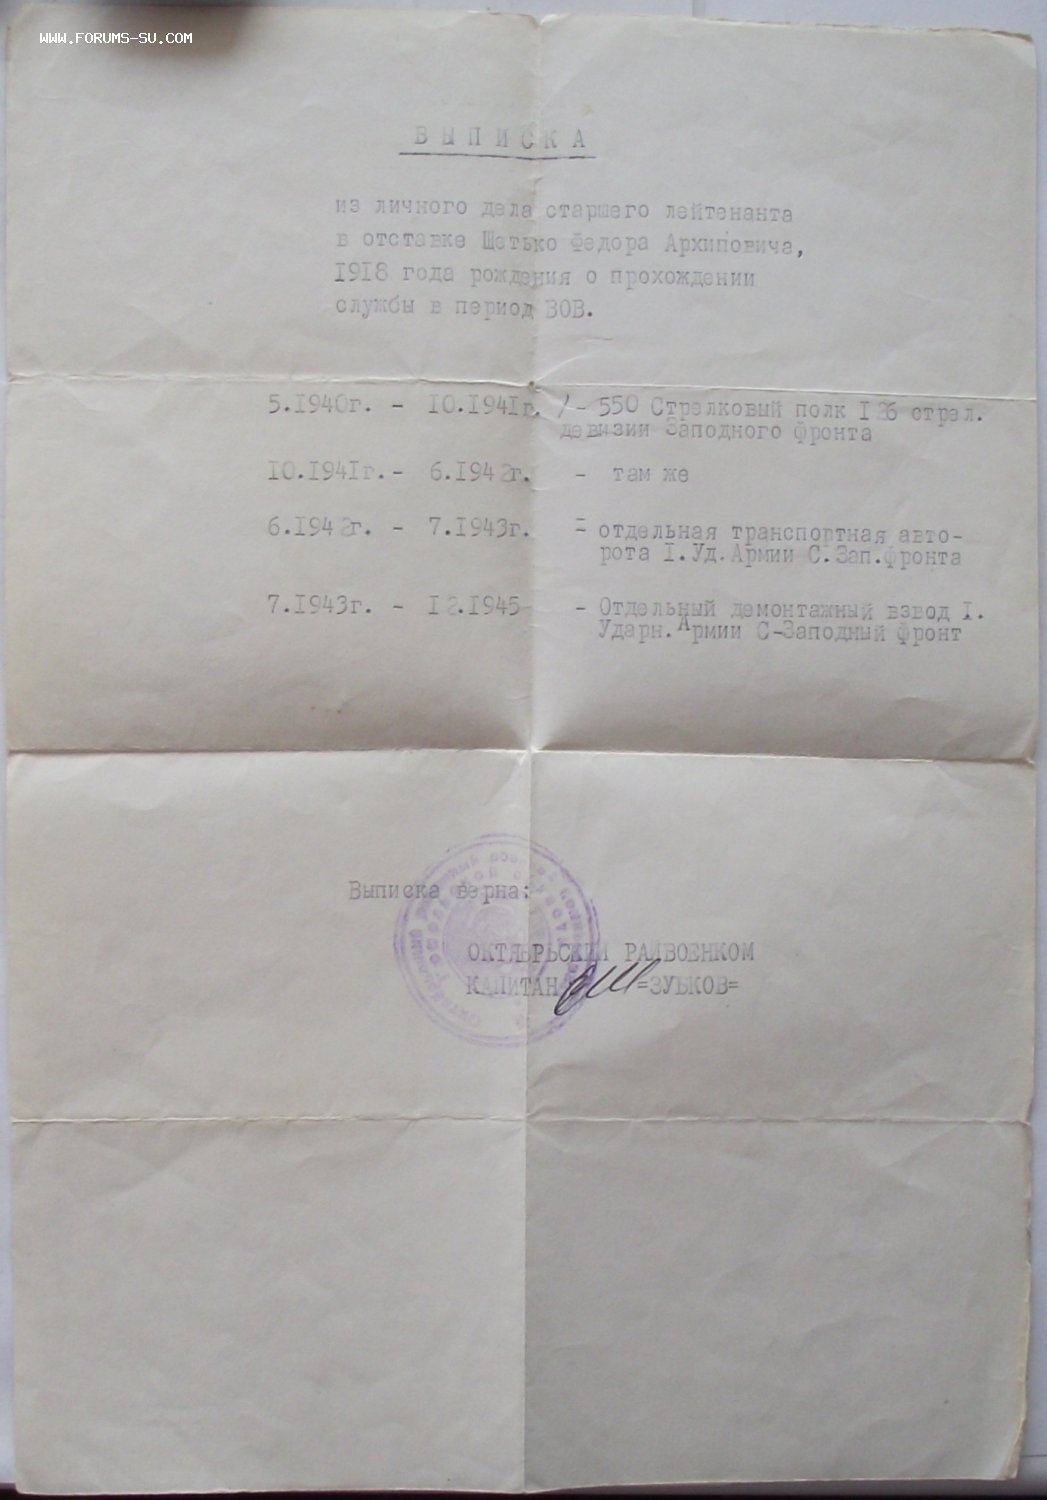 WWW.FORUMS-SU.COM
ВЫПИСКА
из личного дела старшего лейтенанта
в отставке Шетько Федора Архиповича,
1918 года рождения о прохождении
службы в период ВОВ.
5.1940г. - 10.1941г. /- 550 Стрелковый полк 126 стрел.
девизии Заподного фронта
10.1941г. - 6.1942г. - там же
6.1942г. - 7.1943г. - отдельная транспортная авто-
рота 1.Уд.Армии С.Зап.фронта
7.1943г. - 12.1945 - Отдельный демонтажный взвод 1.
Ударн.Армии С-Заподный фронт
Выписка верна:
ОКТЯБРЬСКИЙ РАЙВОЕНКОМ
КАПИТАН =ЗУБКОВ=